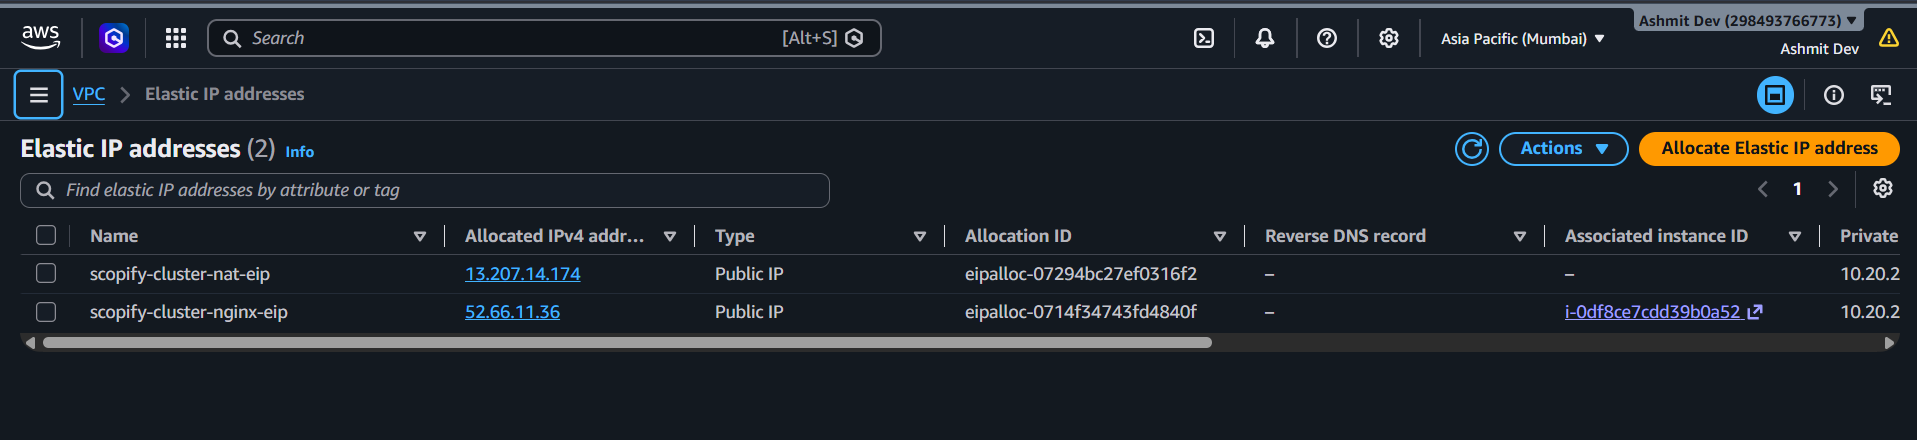 aws
Search [Alt+S]
Asia Pacific (Mumbai)
Ashmit Dev (298493766773)
Ashmit Dev
VPC Elastic IP addresses
Elastic IP addresses (2) Info
Actions
Allocate Elastic IP address
Find elastic IP addresses by attribute or tag
1
Name Allocated IPv4 addr... Type Allocation ID Reverse DNS record Associated instance ID Private
scopify-cluster-nat-eip 13.207.14.174 Public IP eipalloc-07294bc27ef0316f2 – – 10.20.2
scopify-cluster-nginx-eip 52.66.11.36 Public IP eipalloc-0714f34743fd4840f – i-0df8ce7cdd39b0a52 10.20.2